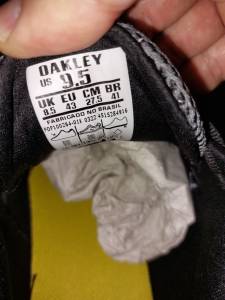 OAKLEY
US 9.5
UK EU CM BR
8.5 43 27.5 41
FABRICADO NO BRASIL